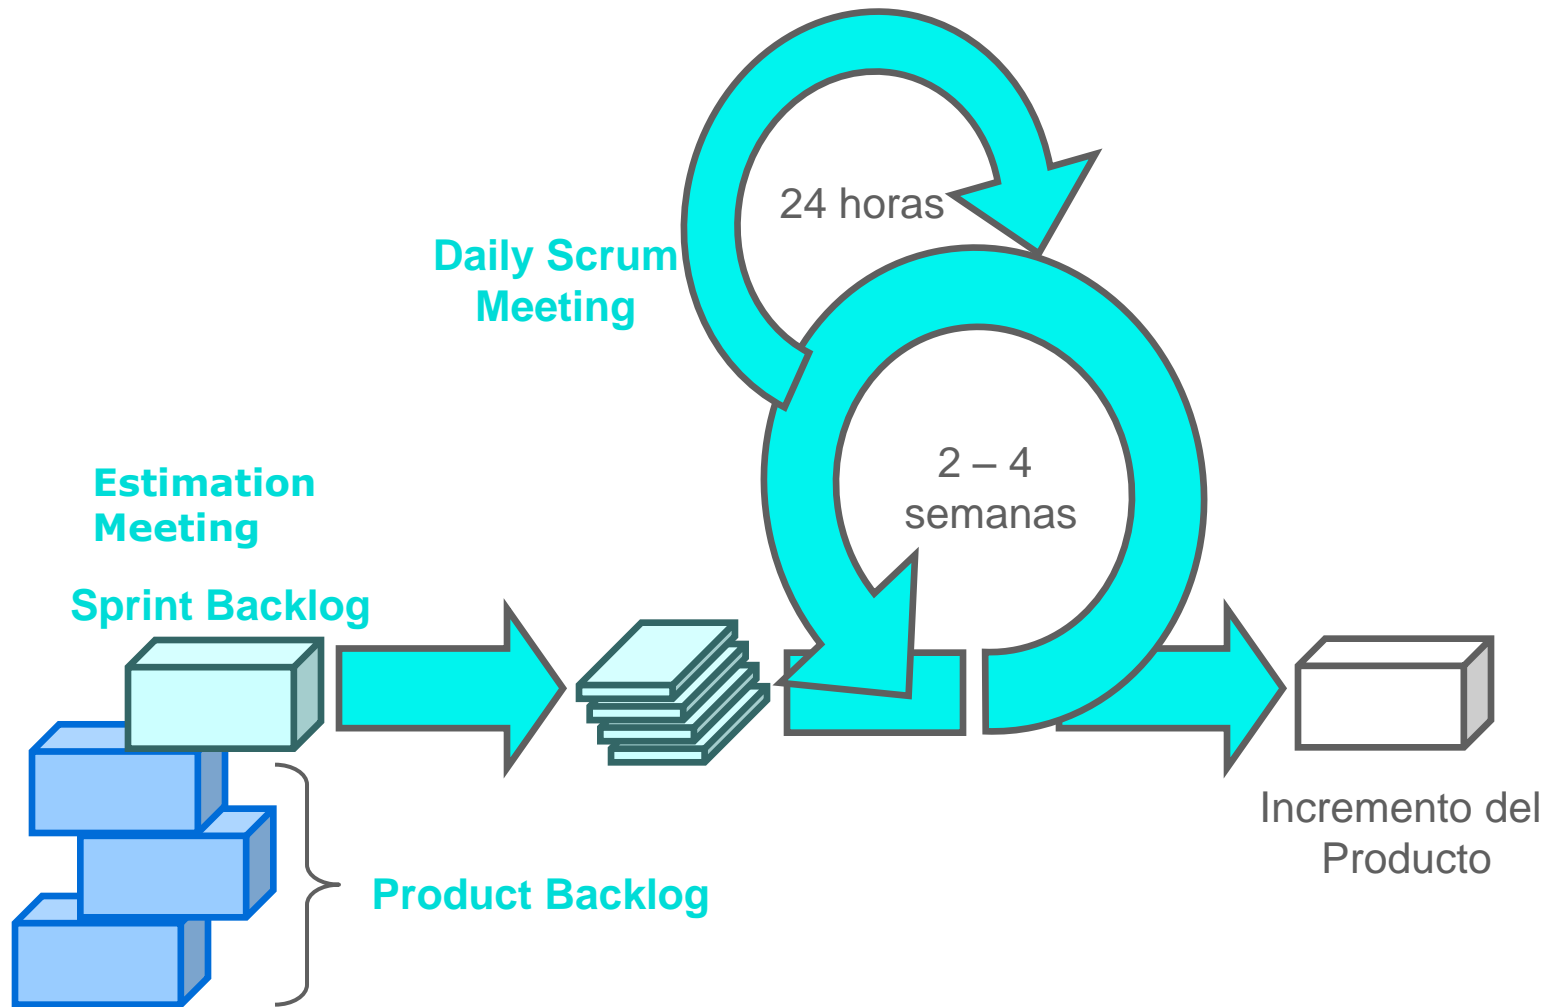 24 horas
Daily Scrum
Meeting
2 – 4
semanas
Estimation
Meeting
Sprint Backlog
Incremento del
Producto
Product Backlog